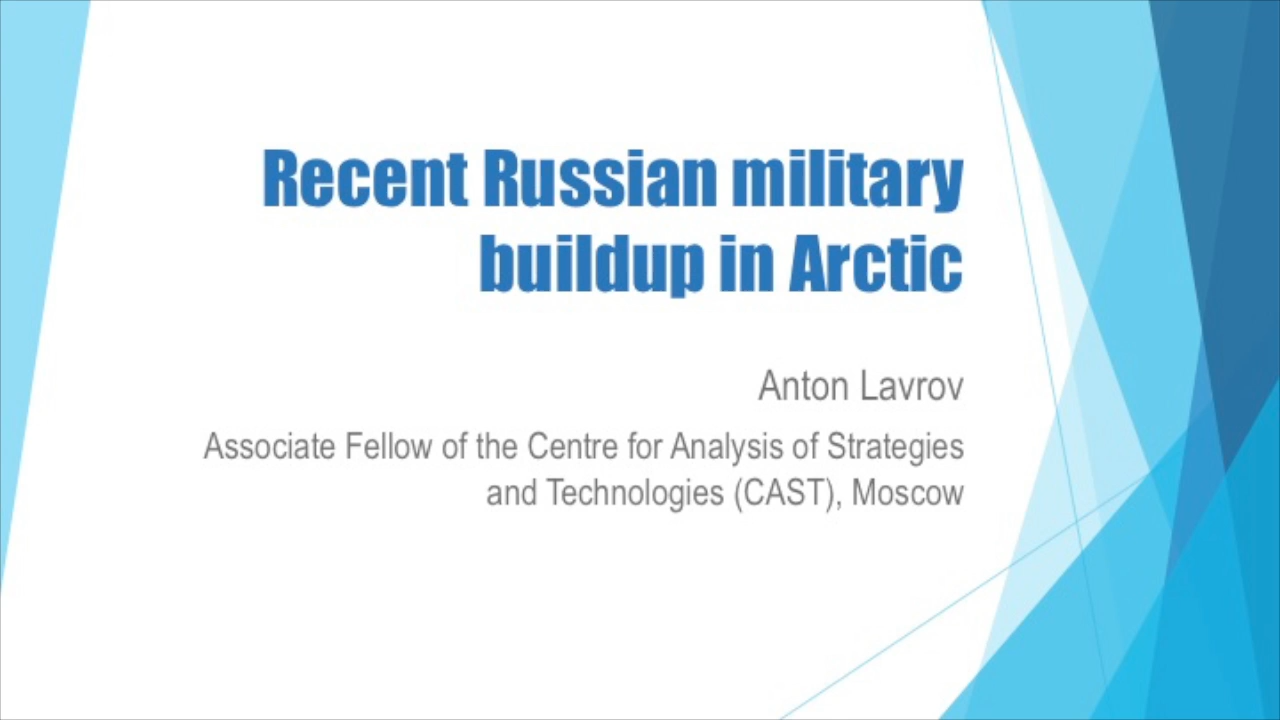 Recent Russian military
buildup in Arctic
Anton Lavrov
Associate Fellow of the Centre for Analysis of Strategies
and Technologies (CAST), Moscow